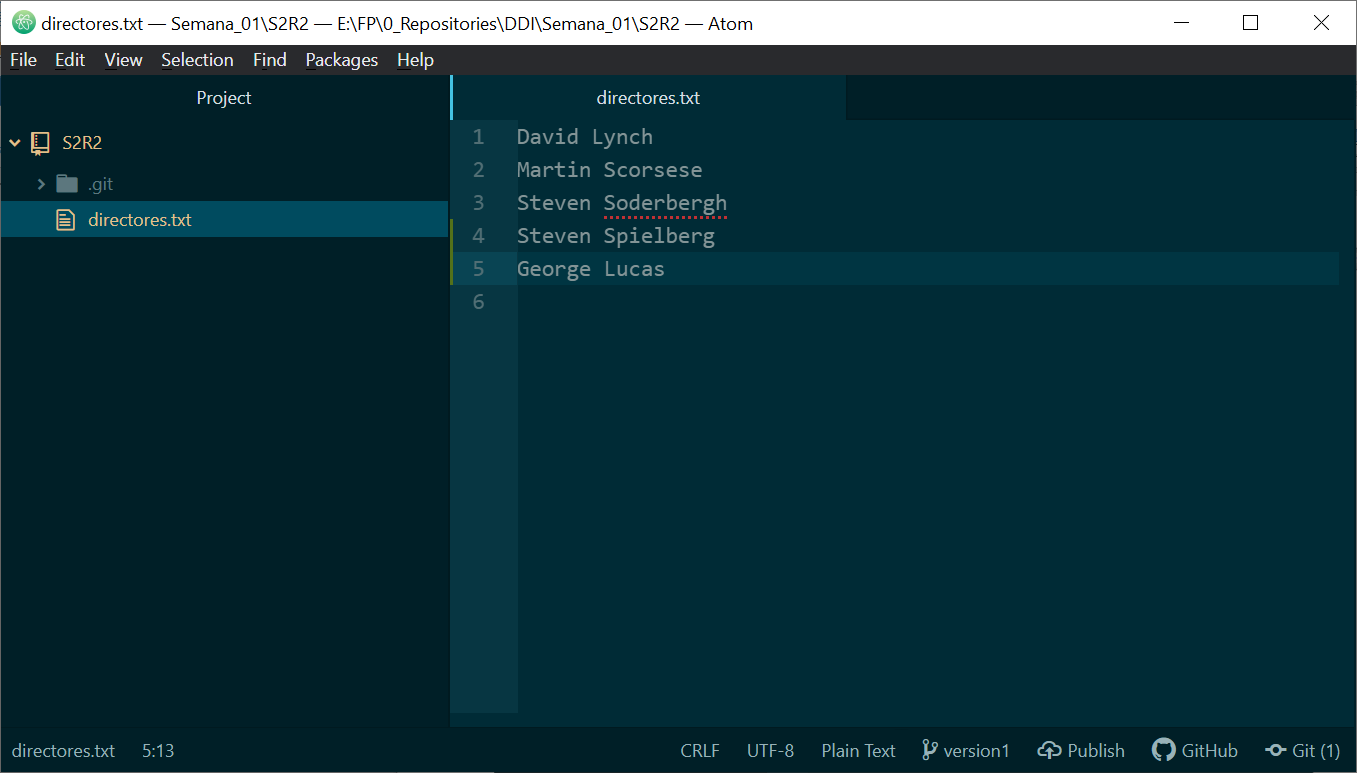 directores.txt — Semana_01\S2R2 — E:\FP\0_Repositories\DDI\Semana_01\S2R2 — Atom
File Edit View Selection Find Packages Help
Project
S2R2
.git
directores.txt
directores.txt
1 David Lynch
2 Martin Scorsese
3 Steven Soderbergh
4 Steven Spielberg
5 George Lucas
6
directores.txt 5:13 CRLF UTF-8 Plain Text version1 Publish GitHub Git (1)